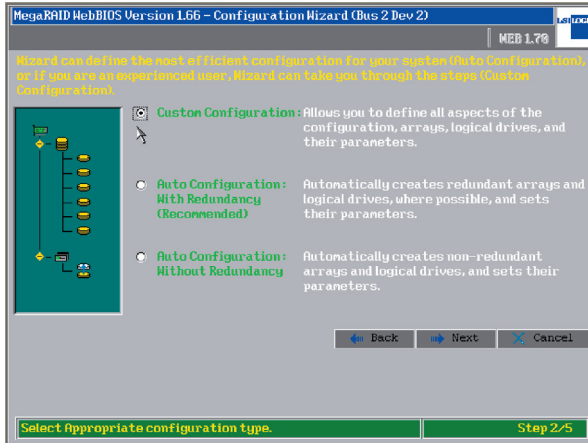 MegaRAID WebBIOS Version 1.66 - Configuration Wizard (Bus 2 Dev 2)
LSI LOGIC
WEB 1.70
Wizard can define the most efficient configuration for your system (Auto Configuration),
or if you are an experienced user, Wizard can take you through the steps (Custom
Configuration).
Custom Configuration: Allows you to define all aspects of the
configuration, arrays, logical drives, and
their parameters.
Auto Configuration: Automatically creates redundant arrays and
With Redundancy logical drives, where possible, and sets
(Recommended) their parameters.
Auto Configuration: Automatically creates non-redundant
Without Redundancy arrays and logical drives, and sets their
parameters.
Back Next Cancel
Select Appropriate configuration type. Step 2/5